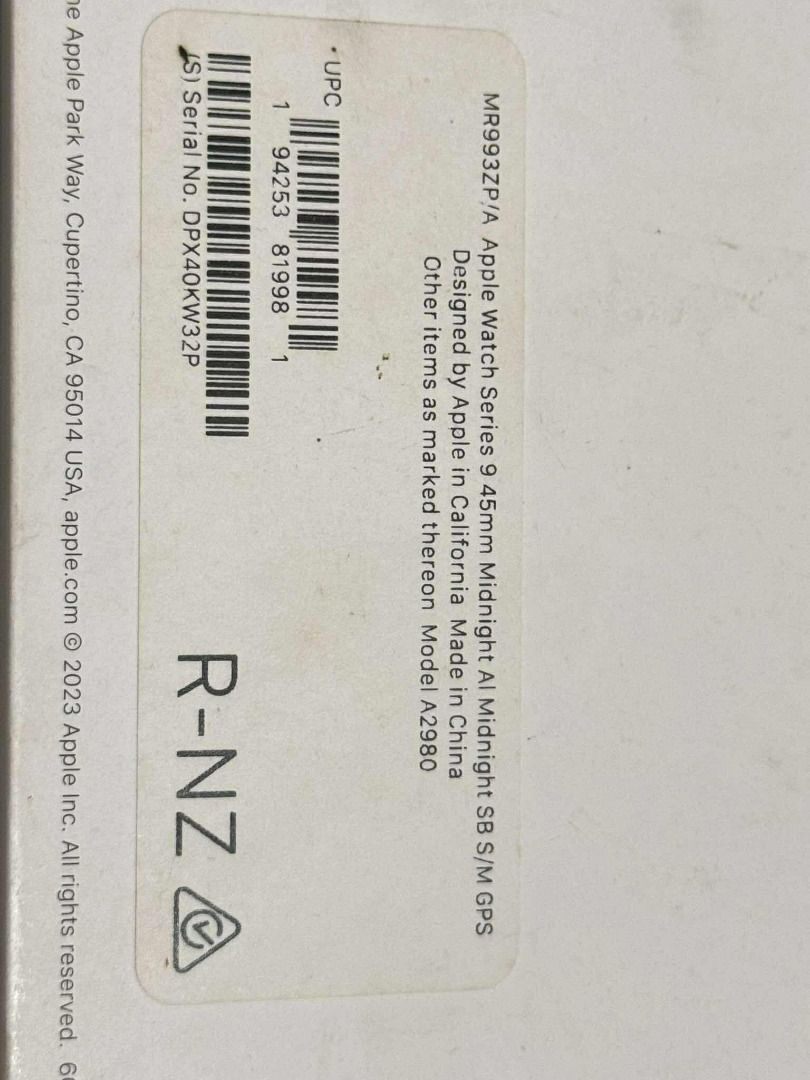 MR993ZP/A Apple Watch Series 9 45mm Midnight Al Midnight SB S/M GPS
Designed by Apple in California Made in China
Other items as marked thereon Model A2980
UPC
1 94253 81998 1
(S) Serial No. DPX40KW32P
R-NZ
Apple Park Way, Cupertino, CA 95014 USA, apple.com © 2023 Apple Inc. All rights reserved.